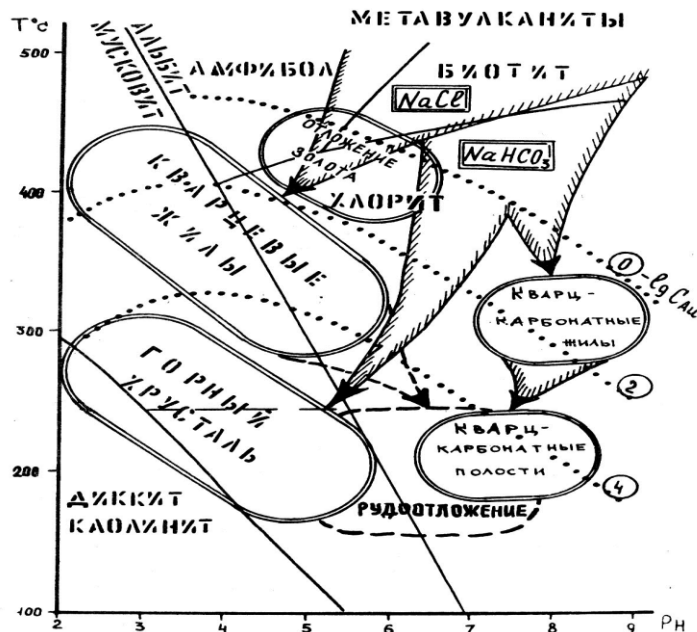 T°c
МЕТАВУЛКАНИТЫ
500
АЛЬБИТ
МУСКОВИТ
АМФИБОЛ
БИОТИТ
NaCl
ОТЛОЖЕНИЕ
ЗОЛОТА
NaHCO3
400
ХЛОРИТ
КВАРЦЕВЫЕ
ЖИЛЫ
0
-lgCAu
КВАРЦ-
КАРБОНАТНЫЕ
ЖИЛЫ
300
2
ГОРНЫЙ
ХРУСТАЛЬ
КВАРЦ-
КАРБОНАТНЫЕ
ПОЛОСТИ
200
4
ДИККИТ
КАОЛИНИТ
РУДООТЛОЖЕНИЕ
100
2 3 4 5 6 7 8 9 PH